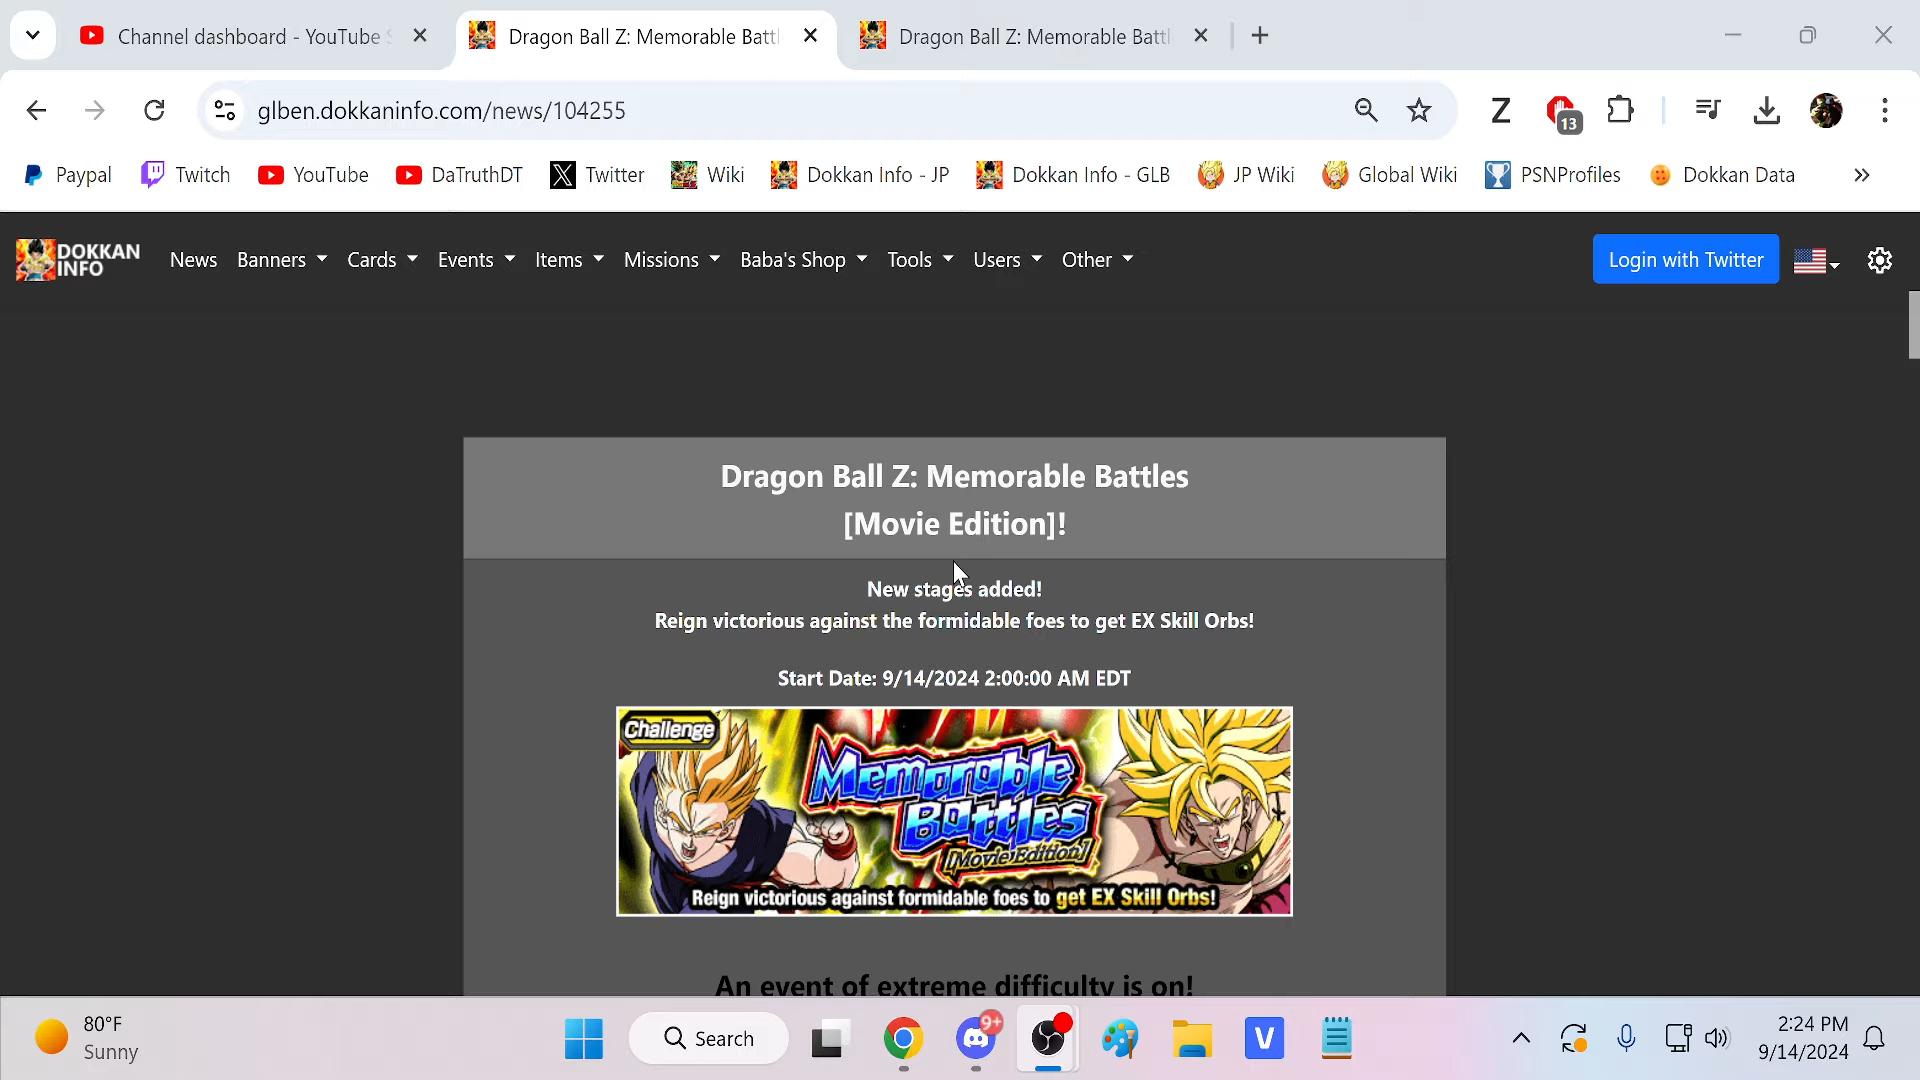 Channel dashboard - YouTube S
Dragon Ball Z: Memorable Battl
Dragon Ball Z: Memorable Battl
glben.dokkaninfo.com/news/104255
Z
13
Paypal
Twitch
YouTube
DaTruthDT
Twitter
Wiki
Dokkan Info - JP
Dokkan Info - GLB
JP Wiki
Global Wiki
PSNProfiles
Dokkan Data
DOKKAN
INFO
News
Banners
Cards
Events
Items
Missions
Baba's Shop
Tools
Users
Other
Login with Twitter
Dragon Ball Z: Memorable Battles
[Movie Edition]!
New stages added!
Reign victorious against the formidable foes to get EX Skill Orbs!
Start Date: 9/14/2024 2:00:00 AM EDT
Challenge
Memorable
Battles
[Movie Edition]
Reign victorious against formidable foes to get EX Skill Orbs!
An event of extreme difficulty is on!
80°F
Sunny
Search
9+
V
2:24 PM
9/14/2024